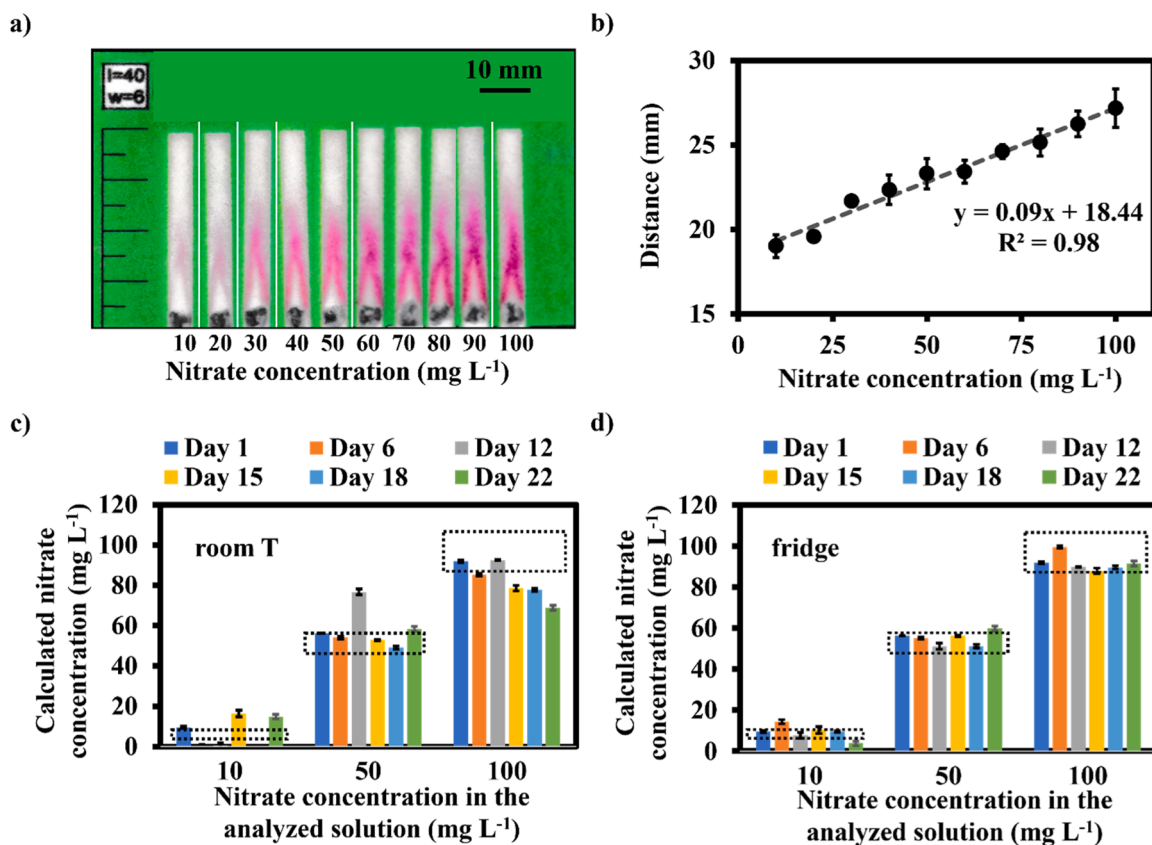 a)
l=40
w=6
10 mm
10 20 30 40 50 60 70 80 90 100
Nitrate concentration (mg L⁻¹)
b)
30
25
20
15
Distance (mm)
y = 0.09x + 18.44
R² = 0.98
0 25 50 75 100
Nitrate concentration (mg L⁻¹)
c)
Day 1 Day 6 Day 12
Day 15 Day 18 Day 22
120
100
80
60
40
20
0
Calculated nitrate
concentration (mg L⁻¹)
room T
10 50 100
Nitrate concentration in the
analyzed solution (mg L⁻¹)
d)
Day 1 Day 6 Day 12
Day 15 Day 18 Day 22
120
100
80
60
40
20
0
Calculated nitrate
concentration (mg L⁻¹)
fridge
10 50 100
Nitrate concentration in the
analyzed solution (mg L⁻¹)